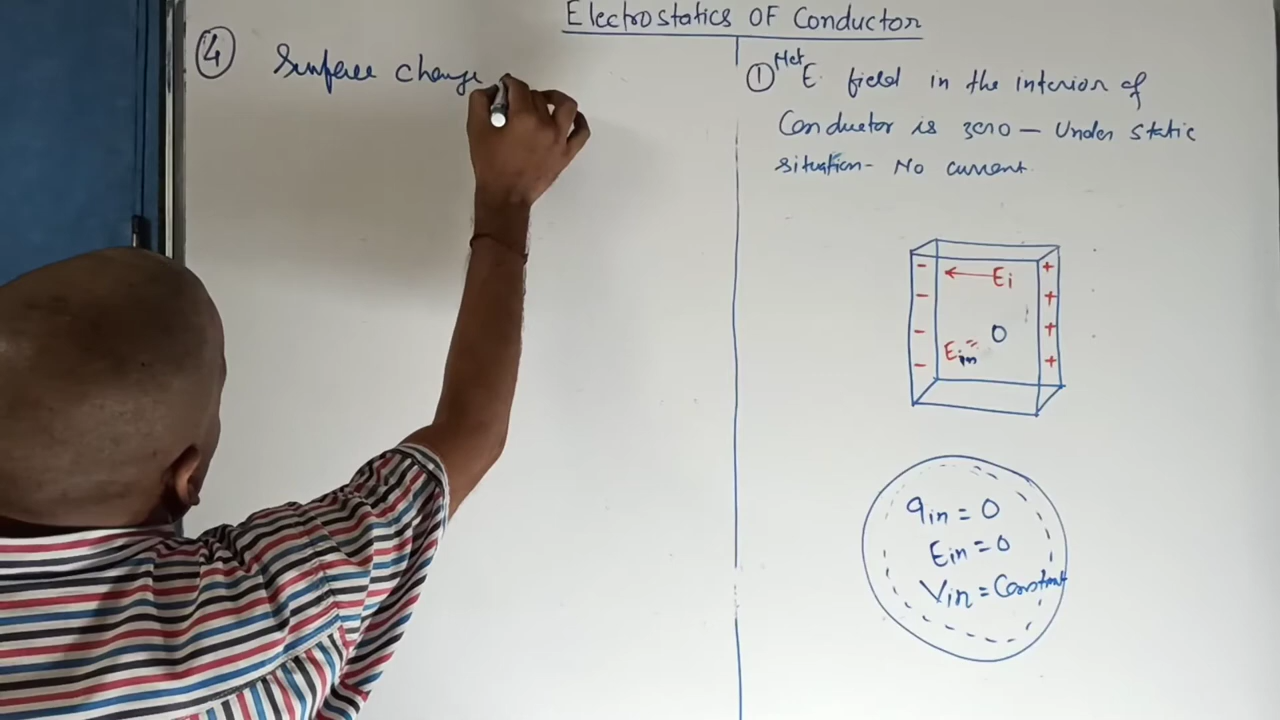 Electrostatics OF Conductor
④ Surface charge
① Net E field in the interior of
Conductor is zero - Under static
situation - No current.
- Ei +
- +
- Ein = 0 +
- +
qin = 0
Ein = 0
Vin = Constant